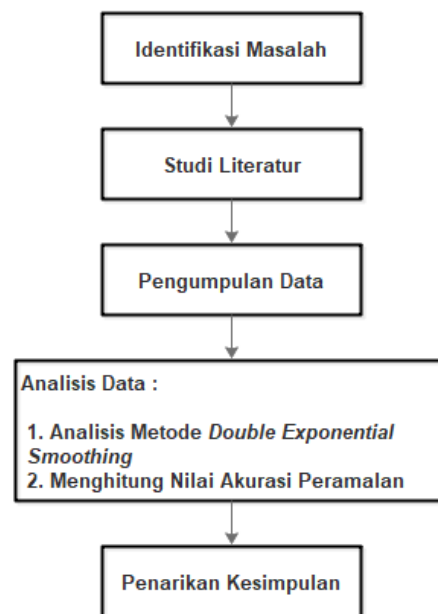 Identifikasi Masalah
Studi Literatur
Pengumpulan Data
Analisis Data :
1. Analisis Metode Double Exponential
Smoothing
2. Menghitung Nilai Akurasi Peramalan
Penarikan Kesimpulan